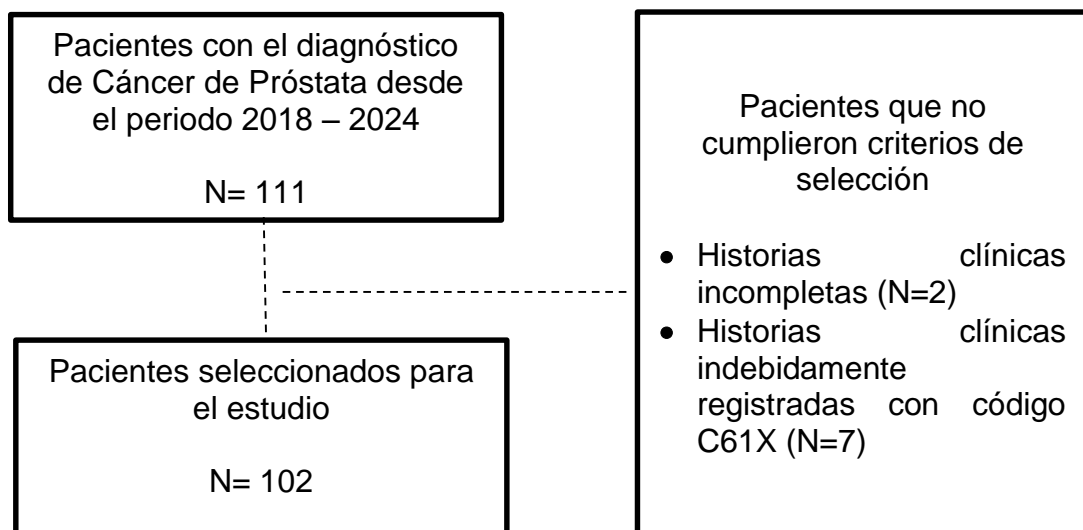 Pacientes con el diagnóstico
de Cáncer de Próstata desde
el periodo 2018 – 2024
N= 111
Pacientes seleccionados para
el estudio
N= 102
Pacientes que no
cumplieron criterios de
selección
● Historias clínicas
incompletas (N=2)
● Historias clínicas
indebidamente
registradas con código
C61X (N=7)